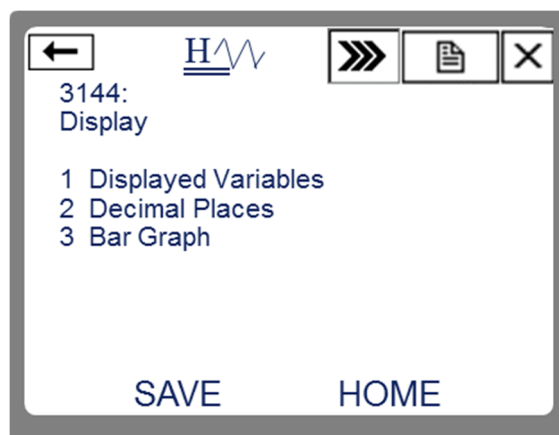 H
3144:
Display
1 Displayed Variables
2 Decimal Places
3 Bar Graph
SAVE HOME